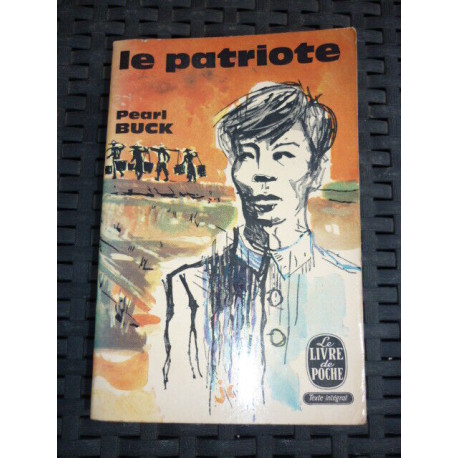 le patriote
Pearl
BUCK
Le
LIVRE
de
POCHE
Texte intégral